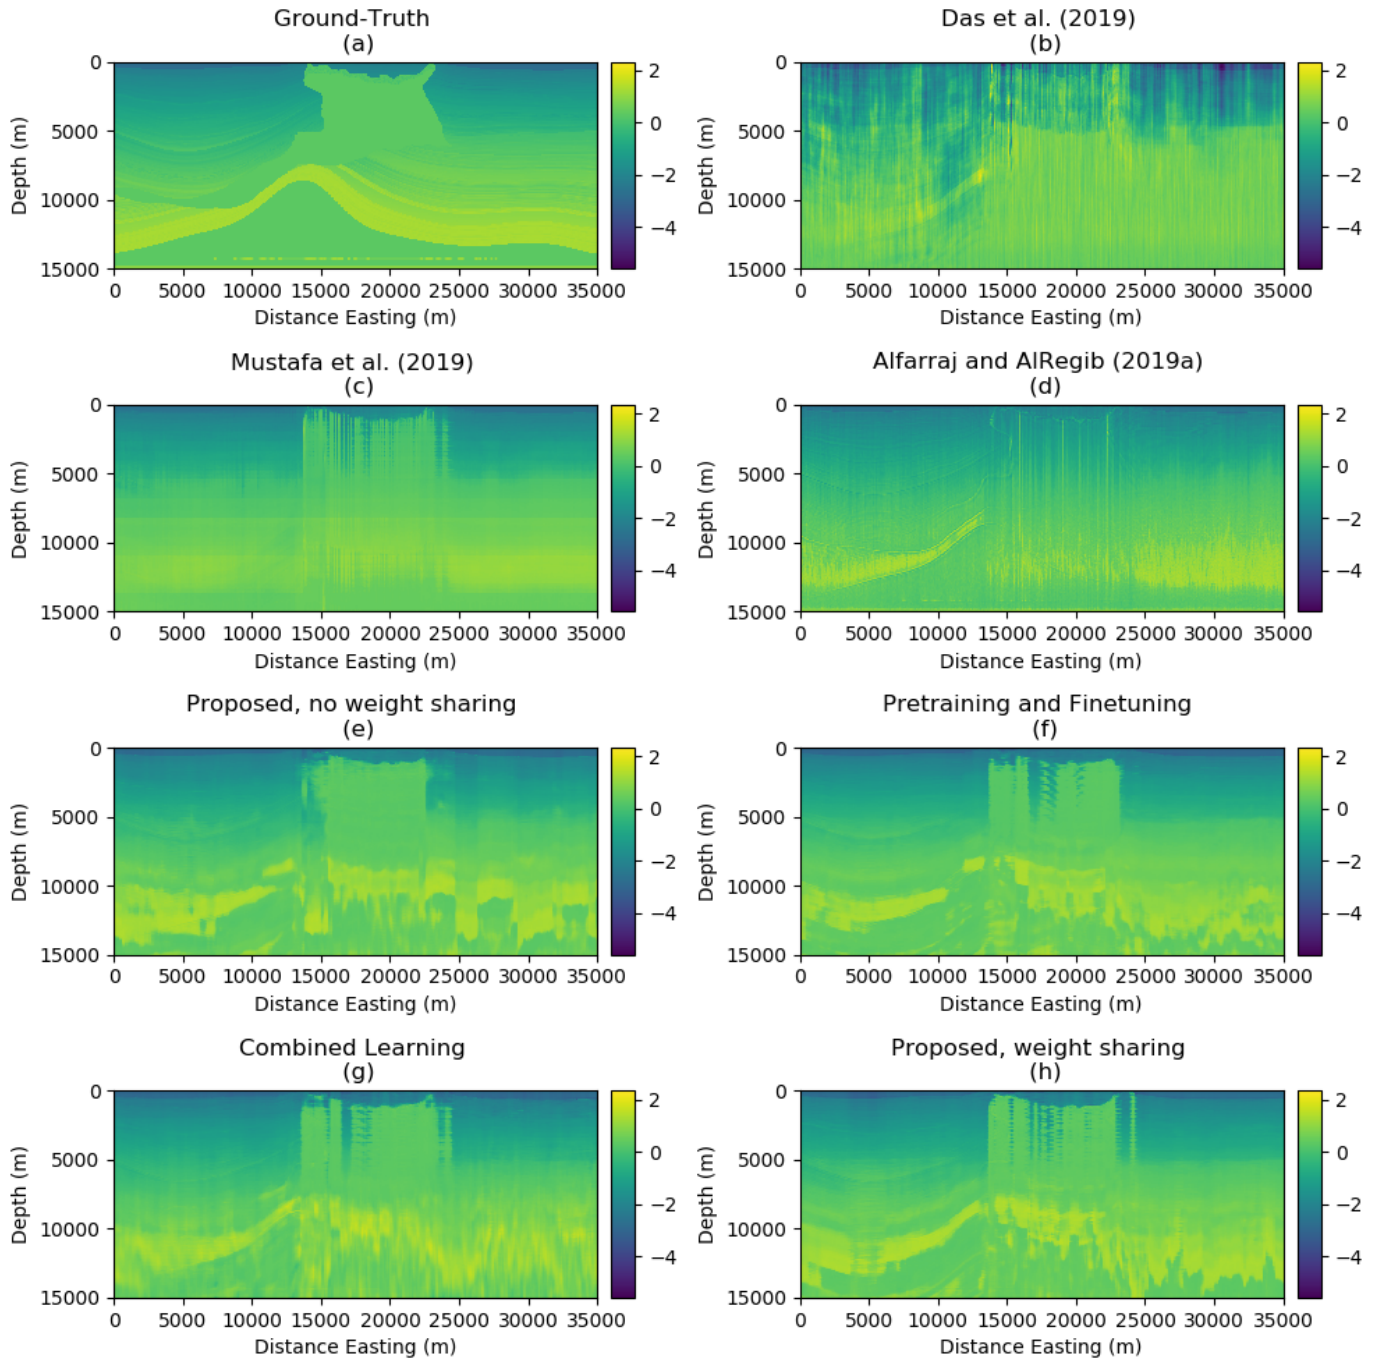 Ground-Truth
(a)
0
5000
10000
15000
Depth (m)
0 5000 10000 15000 20000 25000 30000 35000
Distance Easting (m)
2
0
−2
−4
Das et al. (2019)
(b)
0
5000
10000
15000
Depth (m)
0 5000 10000 15000 20000 25000 30000 35000
Distance Easting (m)
2
0
−2
−4
Mustafa et al. (2019)
(c)
0
5000
10000
15000
Depth (m)
0 5000 10000 15000 20000 25000 30000 35000
Distance Easting (m)
2
0
−2
−4
Alfarraj and AlRegib (2019a)
(d)
0
5000
10000
15000
Depth (m)
0 5000 10000 15000 20000 25000 30000 35000
Distance Easting (m)
2
0
−2
−4
Proposed, no weight sharing
(e)
0
5000
10000
15000
Depth (m)
0 5000 10000 15000 20000 25000 30000 35000
Distance Easting (m)
2
0
−2
−4
Pretraining and Finetuning
(f)
0
5000
10000
15000
Depth (m)
0 5000 10000 15000 20000 25000 30000 35000
Distance Easting (m)
2
0
−2
−4
Combined Learning
(g)
0
5000
10000
15000
Depth (m)
0 5000 10000 15000 20000 25000 30000 35000
Distance Easting (m)
2
0
−2
−4
Proposed, weight sharing
(h)
0
5000
10000
15000
Depth (m)
0 5000 10000 15000 20000 25000 30000 35000
Distance Easting (m)
2
0
−2
−4